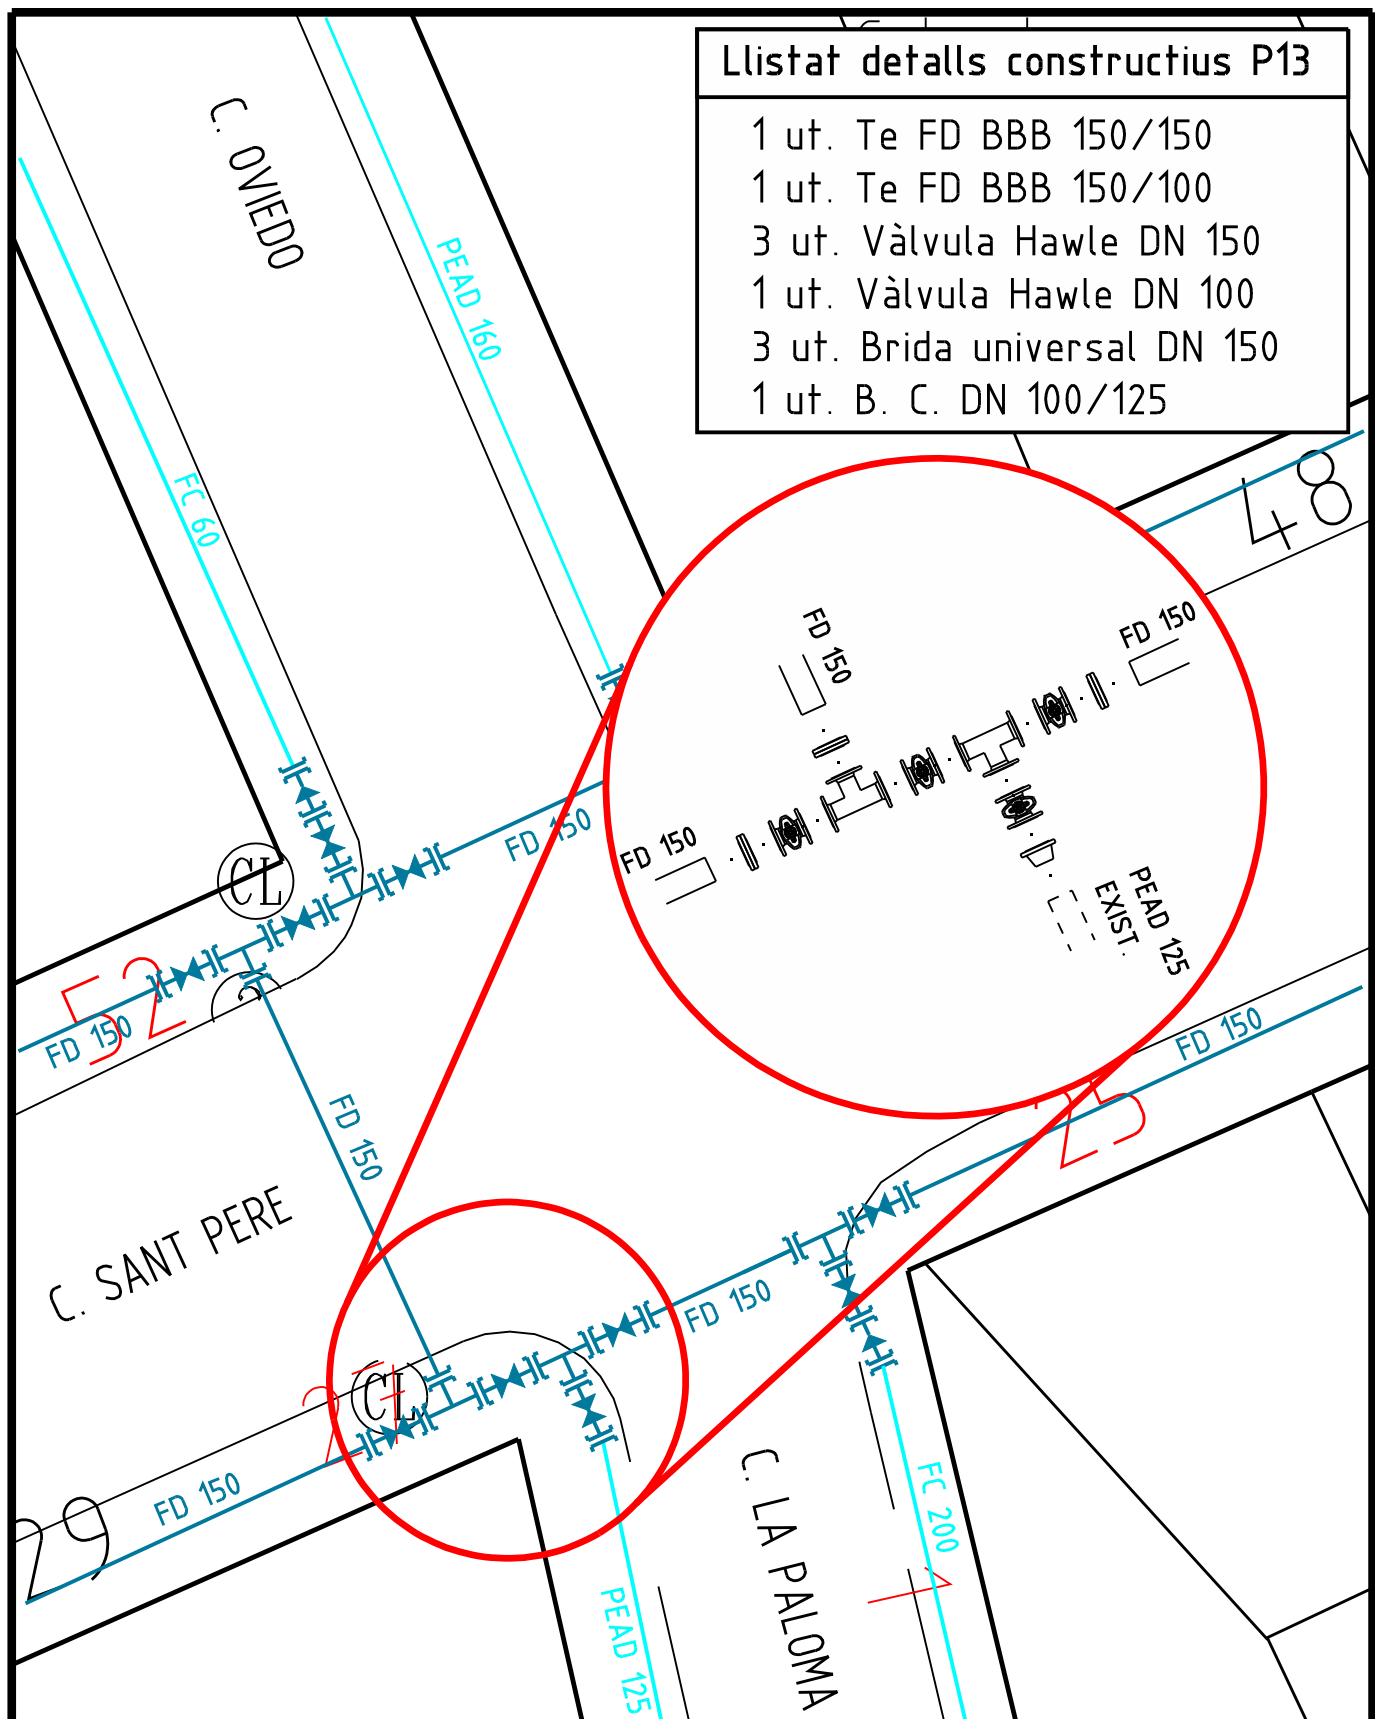 Llistat detalls constructius P13
1 ut. Te FD BBB 150/150
1 ut. Te FD BBB 150/100
3 ut. Vàlvula Hawle DN 150
1 ut. Vàlvula Hawle DN 100
3 ut. Brida universal DN 150
1 ut. B. C. DN 100/125
C. OVIEDO
PEAD 160
FC 60
48
FD 150
FD 150
FD 150
PEAD 125
EXIST.
FD 150
CL
52
FD 150
FD 150
FD 150
25
C. SANT PERE
FD 150
CL
FD 150
29
C. LA PALOMA
FC 200
1
PEAD 125